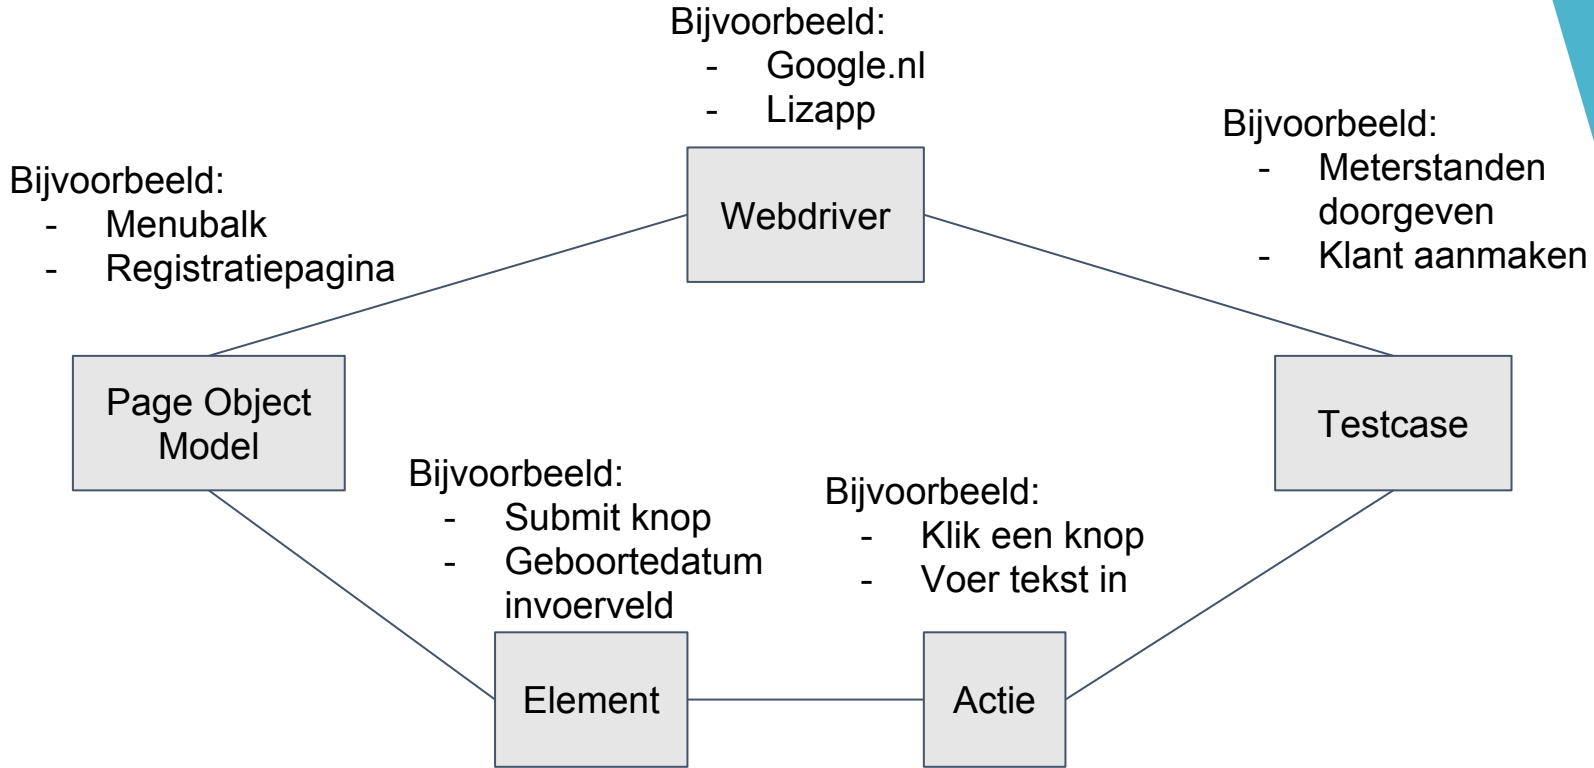 Bijvoorbeeld:
- Google.nl
- Lizapp
Webdriver
Bijvoorbeeld:
- Meterstanden
doorgeven
- Klant aanmaken
Bijvoorbeeld:
- Menubalk
- Registratiepagina
Page Object
Model
Testcase
Bijvoorbeeld:
- Submit knop
- Geboortedatum
invoerveld
Bijvoorbeeld:
- Klik een knop
- Voer tekst in
Element
Actie